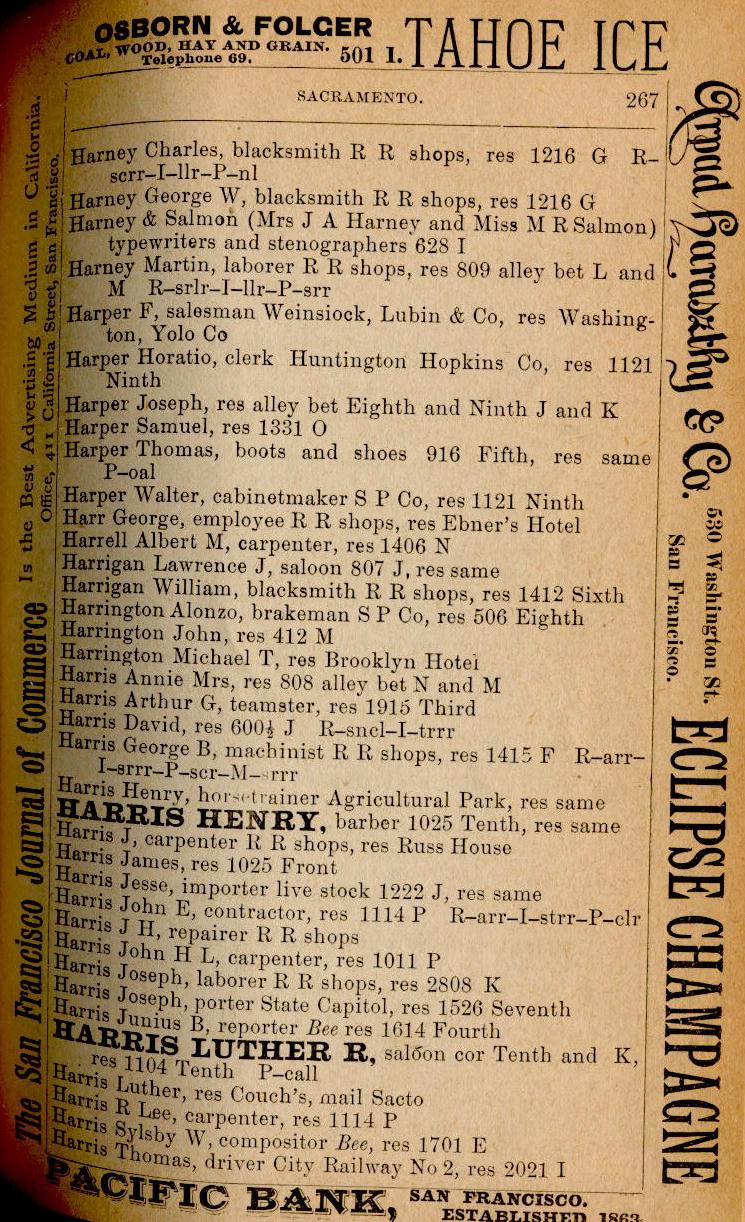 OSBORN & FOLGER
COAL, WOOD, HAY AND GRAIN. 501 I.
Telephone 69.
TAHOE ICE
SACRAMENTO. 267
Harney Charles, blacksmith R R shops, res 1216 G R-
scrr-I-llr-P-nl
Harney George W, blacksmith R R shops, res 1216 G
Harney & Salmon (Mrs J A Harney and Miss M R Salmon)
typewriters and stenographers 628 I
Harney Martin, laborer R R shops, res 809 alley bet L and
M R-srlr-I-llr-P-srr
Harper F, salesman Weinsiock, Lubin & Co, res Washing-
ton, Yolo Co
Harper Horatio, clerk Huntington Hopkins Co, res 1121
Ninth
Harper Joseph, res alley bet Eighth and Ninth J and K
Harper Samuel, res 1331 O
Harper Thomas, boots and shoes 916 Fifth, res same
P-oal
Harper Walter, cabinetmaker S P Co, res 1121 Ninth
Harr George, employee R R shops, res Ebner's Hotel
Harrell Albert M, carpenter, res 1406 N
Harrigan Lawrence J, saloon 807 J, res same
Harrigan William, blacksmith R R shops, res 1412 Sixth
Harrington Alonzo, brakeman S P Co, res 506 Eighth
Harrington John, res 412 M
Harrington Michael T, res Brooklyn Hotel
Harris Annie Mrs, res 808 alley bet N and M
Harris Arthur G, teamster, res 1915 Third
Harris David, res 600½ J R-sncl-I-trrr
Harris George B, machinist R R shops, res 1415 F R-arr-
I-srrr-P-scr-M-srrr
Harris Henry, horsetrainer Agricultural Park, res same
HARRIS HENRY, barber 1025 Tenth, res same
Harris J, carpenter R R shops, res Russ House
Harris James, res 1025 Front
Harris Jesse, importer live stock 1222 J, res same
Harris John E, contractor, res 1114 P R-arr-I-strr-P-clr
Harris J H, repairer R R shops
Harris John H L, carpenter, res 1011 P
Harris Joseph, laborer R R shops, res 2808 K
Harris Joseph, porter State Capitol, res 1526 Seventh
Harris Junius B, reporter Bee res 1614 Fourth
HARRIS LUTHER R, saloon cor Tenth and K,
res 1104 Tenth P-call
Harris Luther, res Couch's, mail Sacto
Harris R Lee, carpenter, res 1114 P
Harris Sylsby W, compositor Bee, res 1701 E
Harris Thomas, driver City Railway No 2, res 2021 I
PACIFIC BANK, SAN FRANCISCO.
ESTABLISHED 1863.
The San Francisco Journal of Commerce Is the Best Advertising Medium in California.
Office, 411 California Street, San Francisco.
Arpad Haraszthy & Co. 530 Washington St.
San Francisco.
ECLIPSE CHAMPAGNE